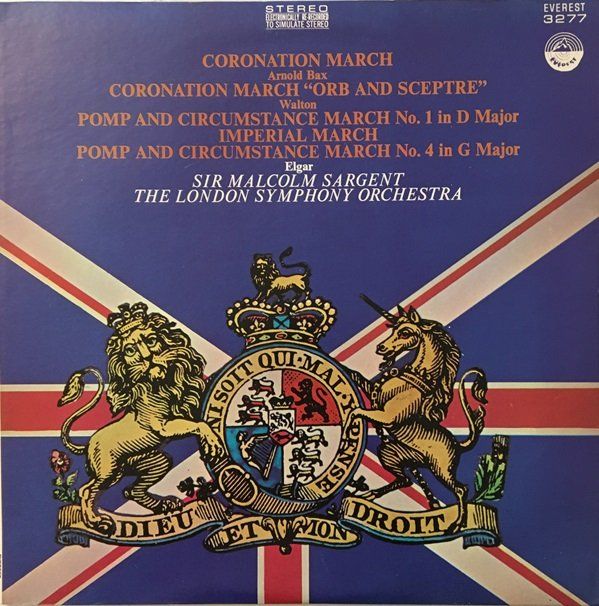 STEREO
ELECTRONICALLY RE-RECORDED
TO SIMULATE STEREO
EVEREST
3277
EVEREST
CORONATION MARCH
Arnold Bax
CORONATION MARCH “ORB AND SCEPTRE”
Walton
POMP AND CIRCUMSTANCE MARCH No. 1 in D Major
IMPERIAL MARCH
POMP AND CIRCUMSTANCE MARCH No. 4 in G Major
Elgar
SIR MALCOLM SARGENT
THE LONDON SYMPHONY ORCHESTRA
NISOIT QUI·MAL·Y PENSE
DIEU ET MON DROIT